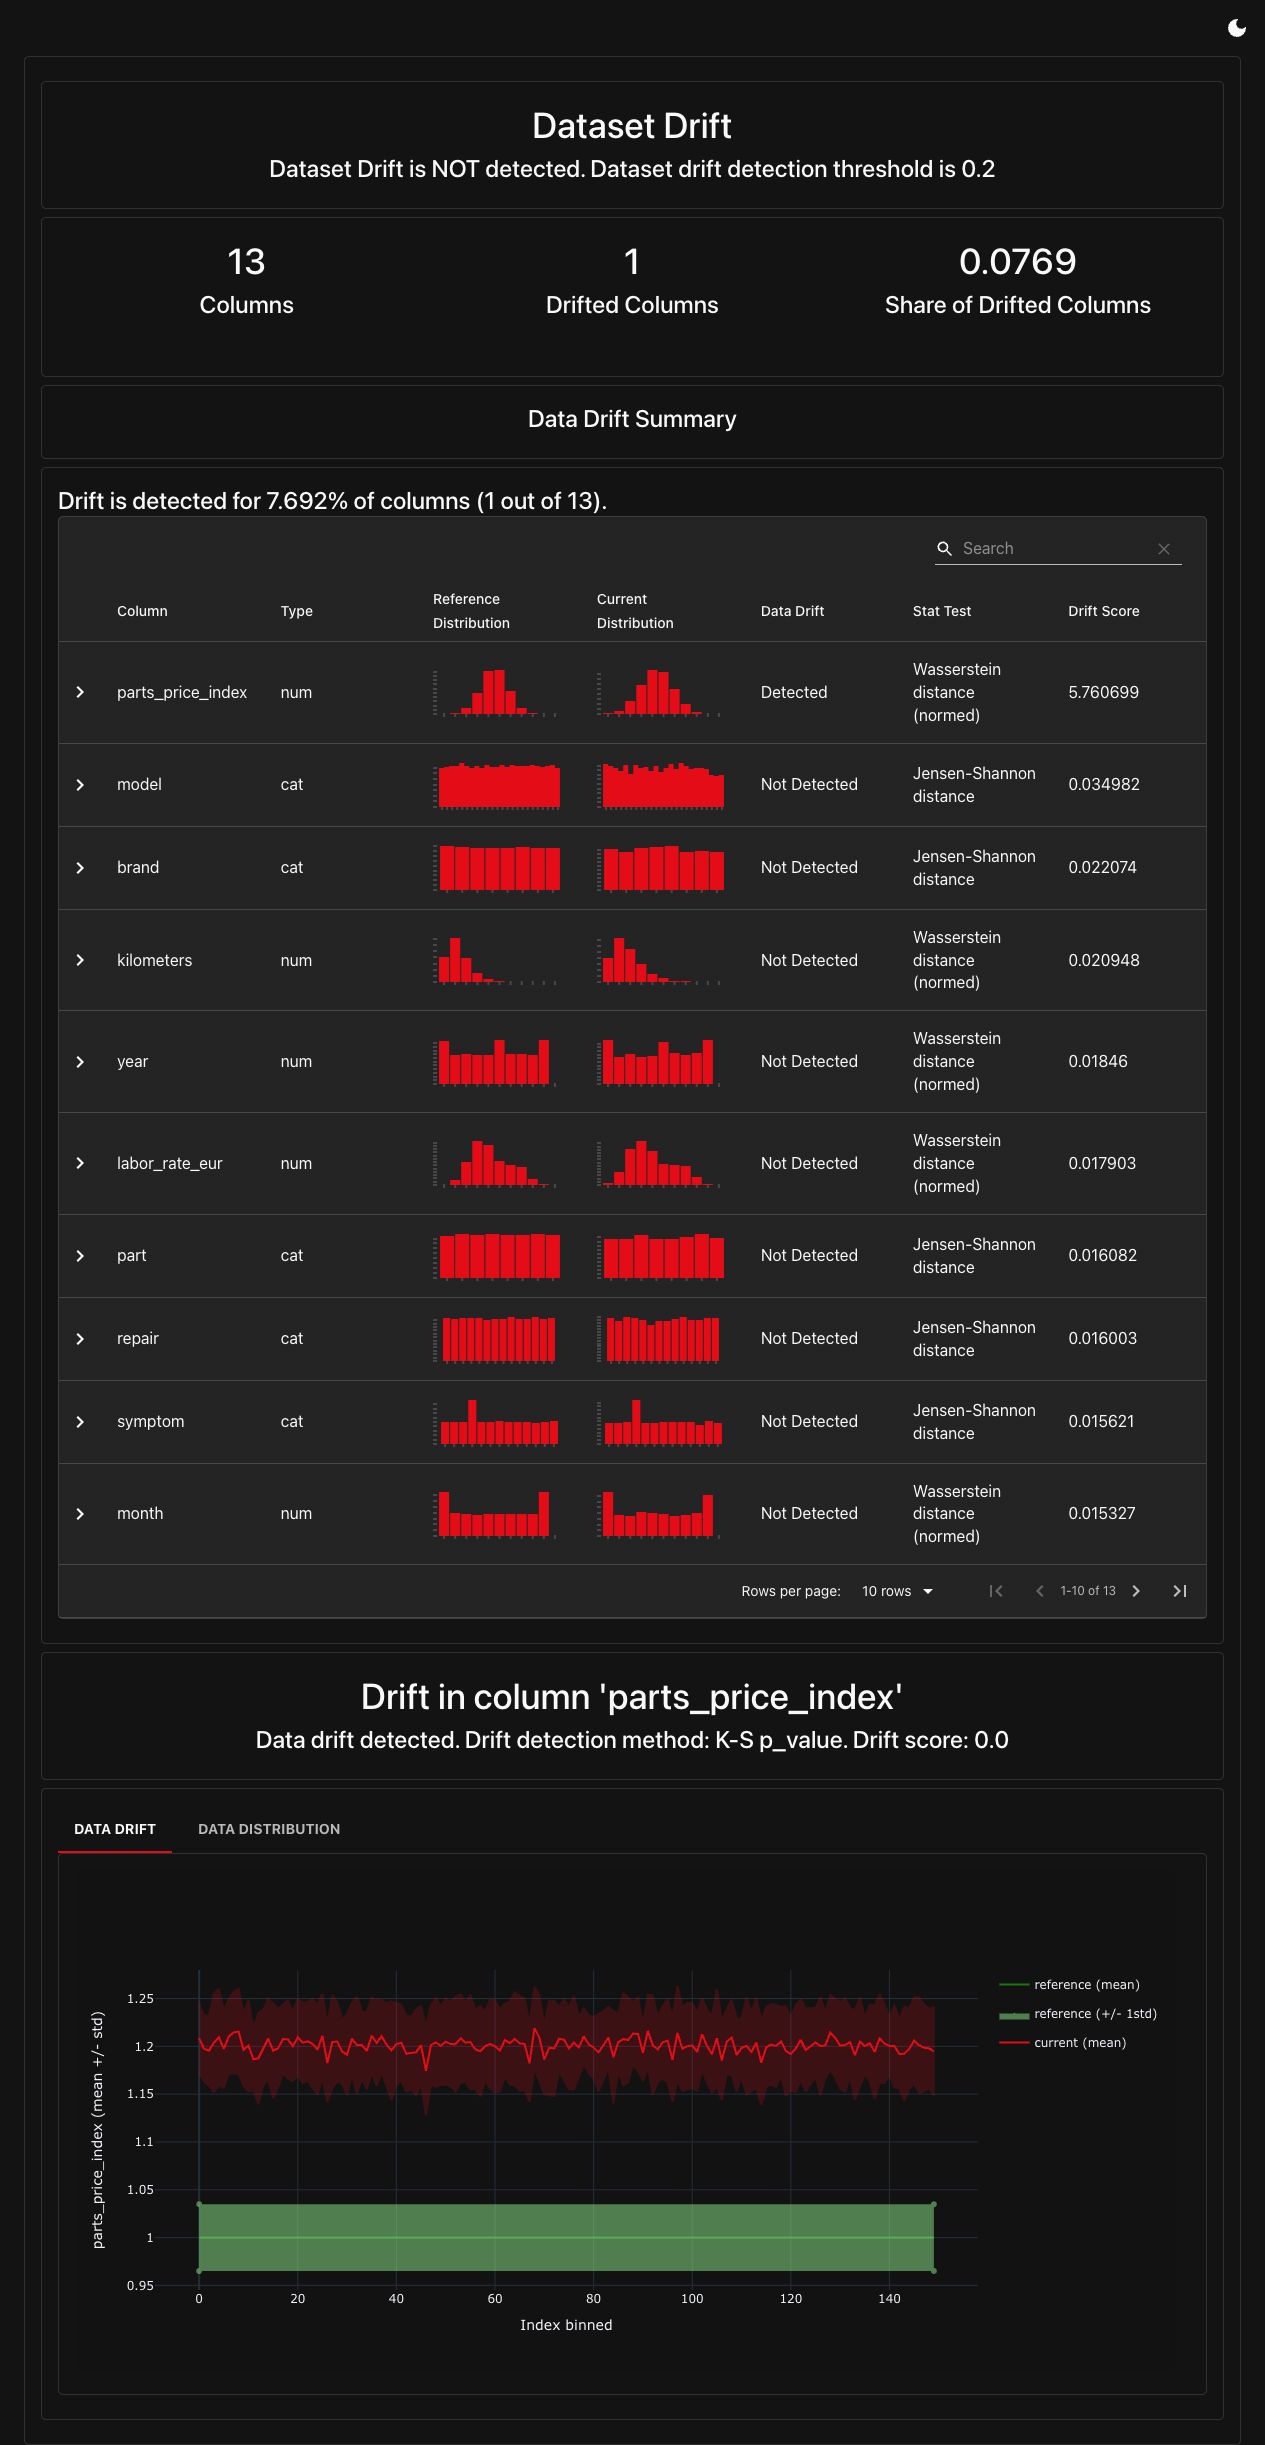 Dataset Drift
Dataset Drift is NOT detected. Dataset drift detection threshold is 0.2
13
Columns
1
Drifted Columns
0.0769
Share of Drifted Columns
Data Drift Summary
Drift is detected for 7.692% of columns (1 out of 13).
Search
Column Type Reference Distribution Current Distribution Data Drift Stat Test Drift Score
parts_price_index num Detected Wasserstein distance (normed) 5.760699
model cat Not Detected Jensen-Shannon distance 0.034982
brand cat Not Detected Jensen-Shannon distance 0.022074
kilometers num Not Detected Wasserstein distance (normed) 0.020948
year num Not Detected Wasserstein distance (normed) 0.01846
labor_rate_eur num Not Detected Wasserstein distance (normed) 0.017903
part cat Not Detected Jensen-Shannon distance 0.016082
repair cat Not Detected Jensen-Shannon distance 0.016003
symptom cat Not Detected Jensen-Shannon distance 0.015621
month num Not Detected Wasserstein distance (normed) 0.015327
Rows per page: 10 rows 1-10 of 13
Drift in column 'parts_price_index'
Data drift detected. Drift detection method: K-S p_value. Drift score: 0.0
DATA DRIFT DATA DISTRIBUTION
parts_price_index (mean +/- std)
1.25
1.2
1.15
1.1
1.05
1
0.95
0 20 40 60 80 100 120 140
Index binned
reference (mean)
reference (+/- 1std)
current (mean)